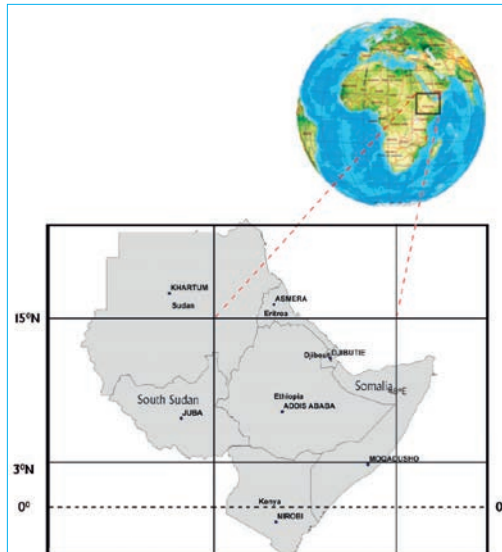 KHARTUM
Sudan
ASMERA
Eritrea
15°N
DJIBUTIE
Djibouti
Somalia
Ethiopia
ADDIS ABABA
South Sudan
JUBA
MOGADUSHO
3°N
0°
Kenya
NIROBI